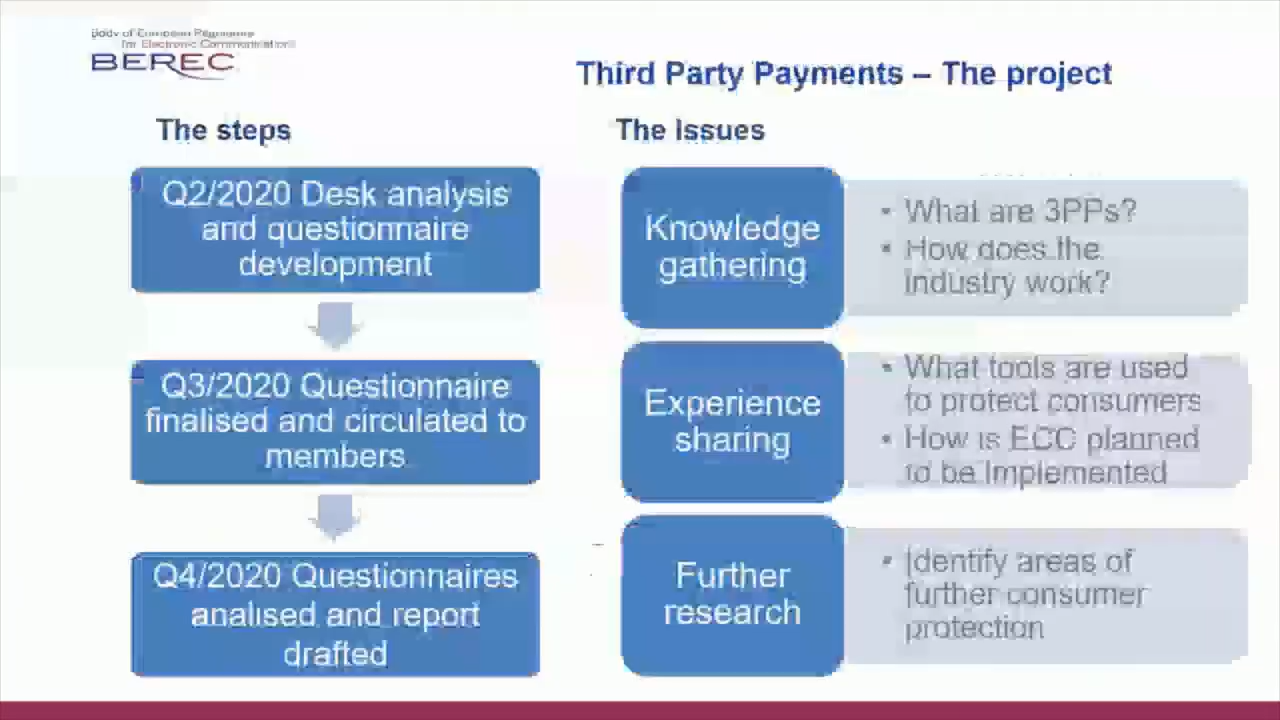 Body of European Regulators
for Electronic Communications
BEREC
Third Party Payments – The project
The steps
Q2/2020 Desk analysis
and questionnaire
development
Q3/2020 Questionnaire
finalised and circulated to
members
Q4/2020 Questionnaires
analised and report
drafted
The issues
Knowledge
gathering
• What are 3PPs?
• How does the
industry work?
Experience
sharing
• What tools are used
to protect consumers
• How is ECC planned
to be implemented
Further
research
• Identify areas of
further consumer
protection